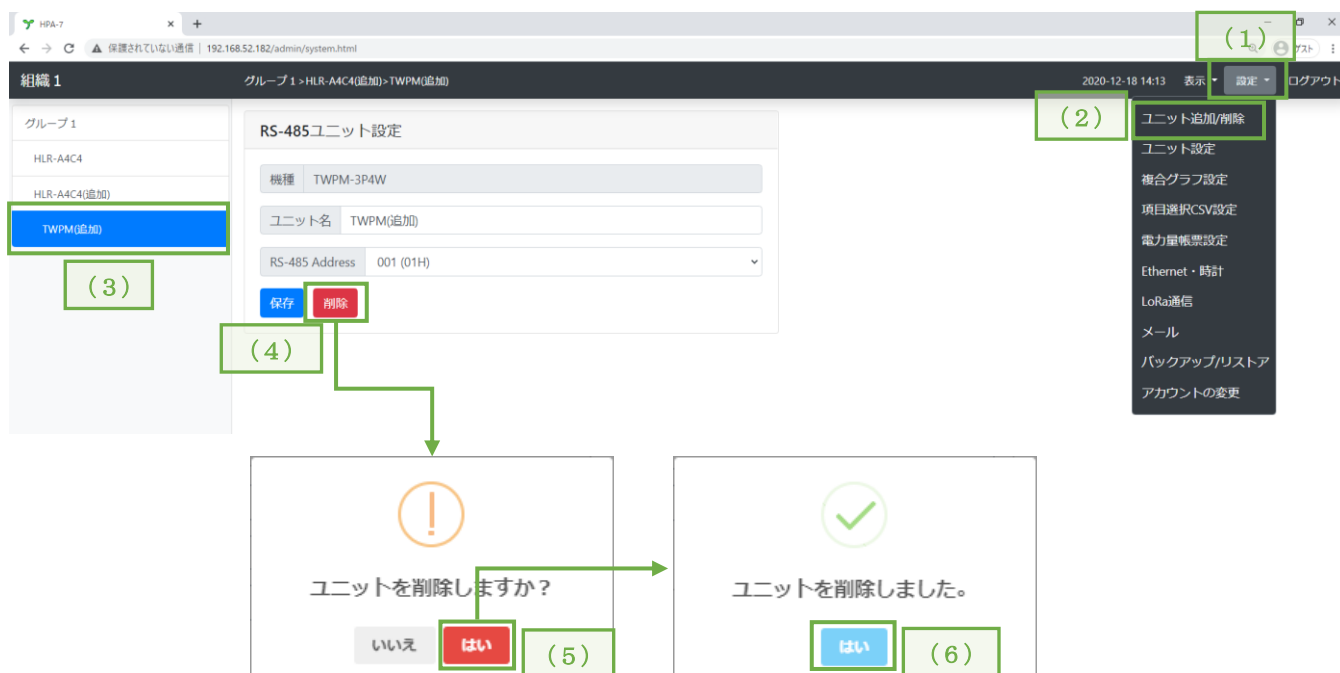 HPA-7
保護されていない通信 | 192.168.52.182/admin/system.html
ゲスト
(1)
組織 1
グループ 1 >HLR-A4C4(追加)>TWPM(追加)
2020-12-18 14:13 表示 設定 ログアウト
グループ 1
HLR-A4C4
HLR-A4C4(追加)
TWPM(追加)
(3)
RS-485ユニット設定
機種 TWPM-3P4W
ユニット名 TWPM(追加)
RS-485 Address 001 (01H)
保存 削除
(4)
(2)
ユニット追加/削除
ユニット設定
複合グラフ設定
項目選択CSV設定
電力量帳票設定
Ethernet・時計
LoRa通信
メール
バックアップ/リストア
アカウントの変更
ユニットを削除しますか？
いいえ はい
(5)
ユニットを削除しました。
はい
(6)